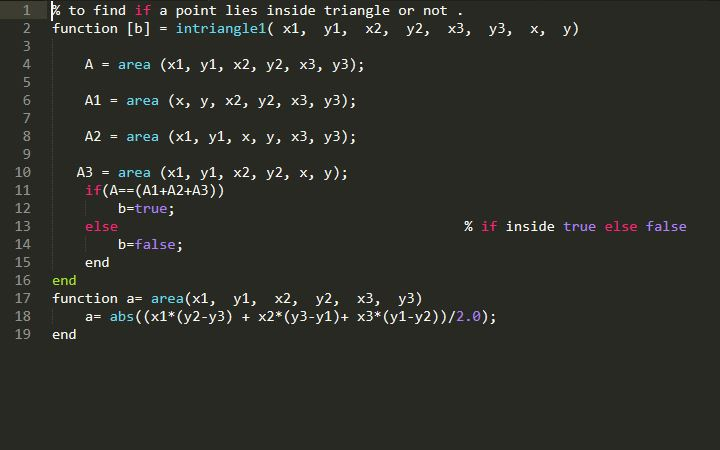 1 % to find if a point lies inside triangle or not .
2 function [b] = intriangle1( x1,  y1,  x2,  y2,  x3,  y3,  x,  y)
3
4     A = area (x1, y1, x2, y2, x3, y3);
5
6     A1 = area (x, y, x2, y2, x3, y3);
7
8     A2 = area (x1, y1, x, y, x3, y3);
9
10    A3 = area (x1, y1, x2, y2, x, y);
11     if(A==(A1+A2+A3))
12         b=true;
13     else                                          % if inside true else false
14         b=false;
15     end
16 end
17 function a= area(x1,  y1,  x2,  y2,  x3,  y3)
18     a= abs((x1*(y2-y3) + x2*(y3-y1)+ x3*(y1-y2))/2.0);
19 end